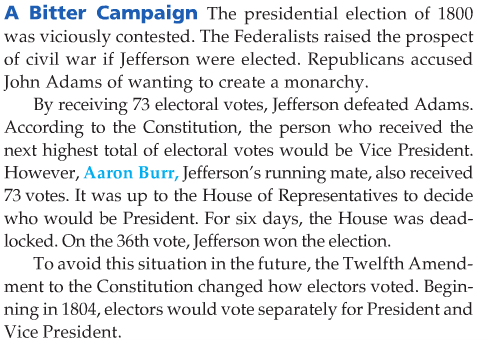 A Bitter Campaign The presidential election of 1800
was viciously contested. The Federalists raised the prospect
of civil war if Jefferson were elected. Republicans accused
John Adams of wanting to create a monarchy.
By receiving 73 electoral votes, Jefferson defeated Adams.
According to the Constitution, the person who received the
next highest total of electoral votes would be Vice President.
However, Aaron Burr, Jefferson's running mate, also received
73 votes. It was up to the House of Representatives to decide
who would be President. For six days, the House was dead-
locked. On the 36th vote, Jefferson won the election.
To avoid this situation in the future, the Twelfth Amend-
ment to the Constitution changed how electors voted. Begin-
ning in 1804, electors would vote separately for President and
Vice President.